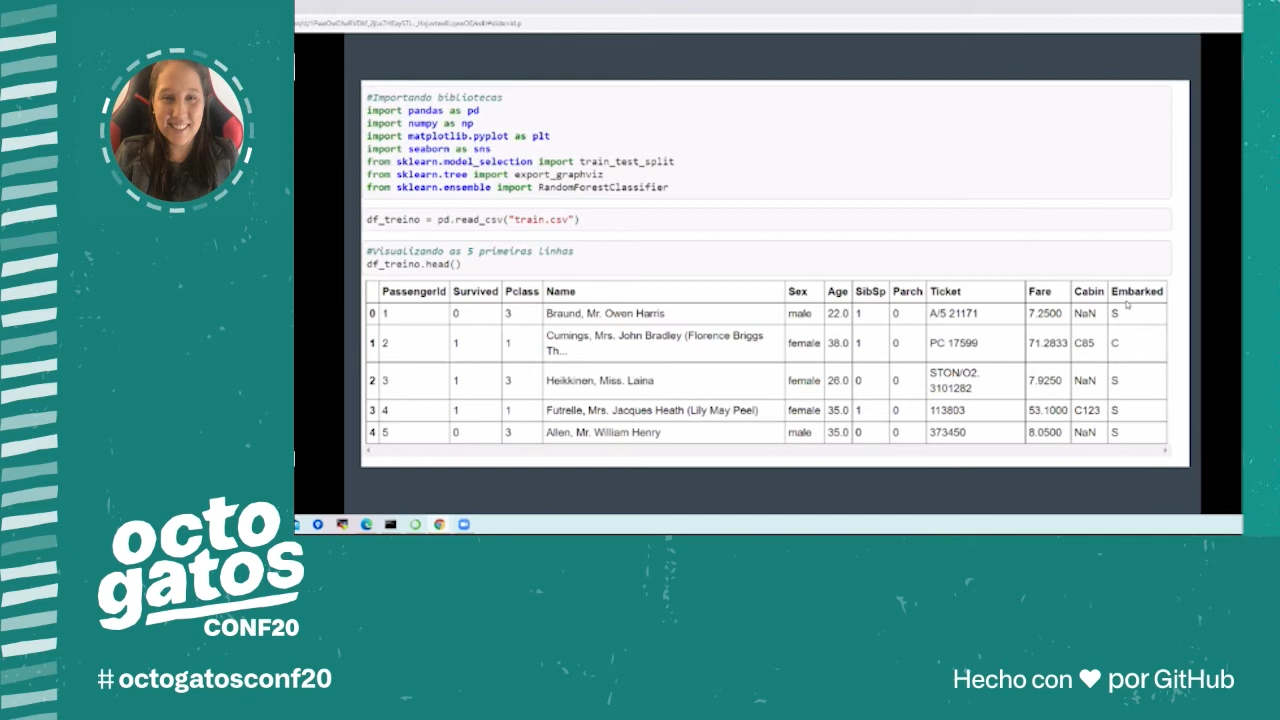 #Importando bibliotecas
import pandas as pd
import numpy as np
import matplotlib.pyplot as plt
import seaborn as sns
from sklearn.model_selection import train_test_split
from sklearn.tree import export_graphviz
from sklearn.ensemble import RandomForestClassifier
df_treino = pd.read_csv("train.csv")
#Visualizando as 5 primeiras linhas
df_treino.head()
PassengerId Survived Pclass Name Sex Age SibSp Parch Ticket Fare Cabin Embarked
0 1 0 3 Braund, Mr. Owen Harris male 22.0 1 0 A/5 21171 7.2500 NaN S
1 2 1 1 Cumings, Mrs. John Bradley (Florence Briggs Th... female 38.0 1 0 PC 17599 71.2833 C85 C
2 3 1 3 Heikkinen, Miss. Laina female 26.0 0 0 STON/O2. 3101282 7.9250 NaN S
3 4 1 1 Futrelle, Mrs. Jacques Heath (Lily May Peel) female 35.0 1 0 113803 53.1000 C123 S
4 5 0 3 Allen, Mr. William Henry male 35.0 0 0 373450 8.0500 NaN S
octo
gatos
CONF20
#octogatosconf20
Hecho con ♥ por GitHub